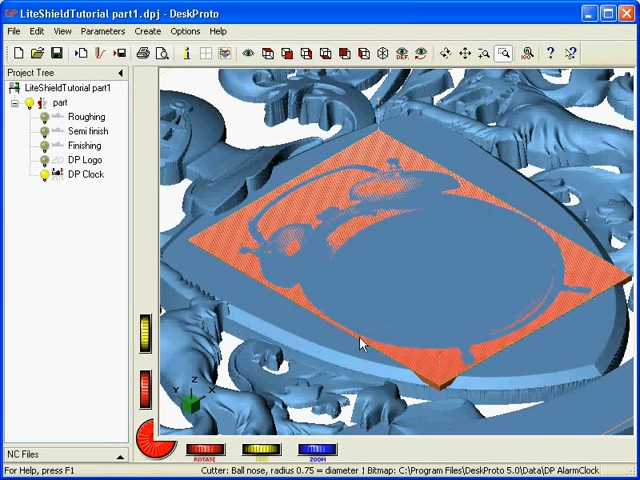 LiteShieldTutorial part1.dpj - DeskProto
File Edit View Parameters Create Options Help
DEF. 100
Project Tree
LiteShieldTutorial part1
part
Roughing
Semi finish
Finishing
DP Logo
DP Clock
Z
Y X
NC Files
ROTATE ZOOM
For Help, press F1 Cutter: Ball nose, radius 0.75 = diameter 1 Bitmap: C:\Program Files\DeskProto 5.0\Data\DP AlarmClock